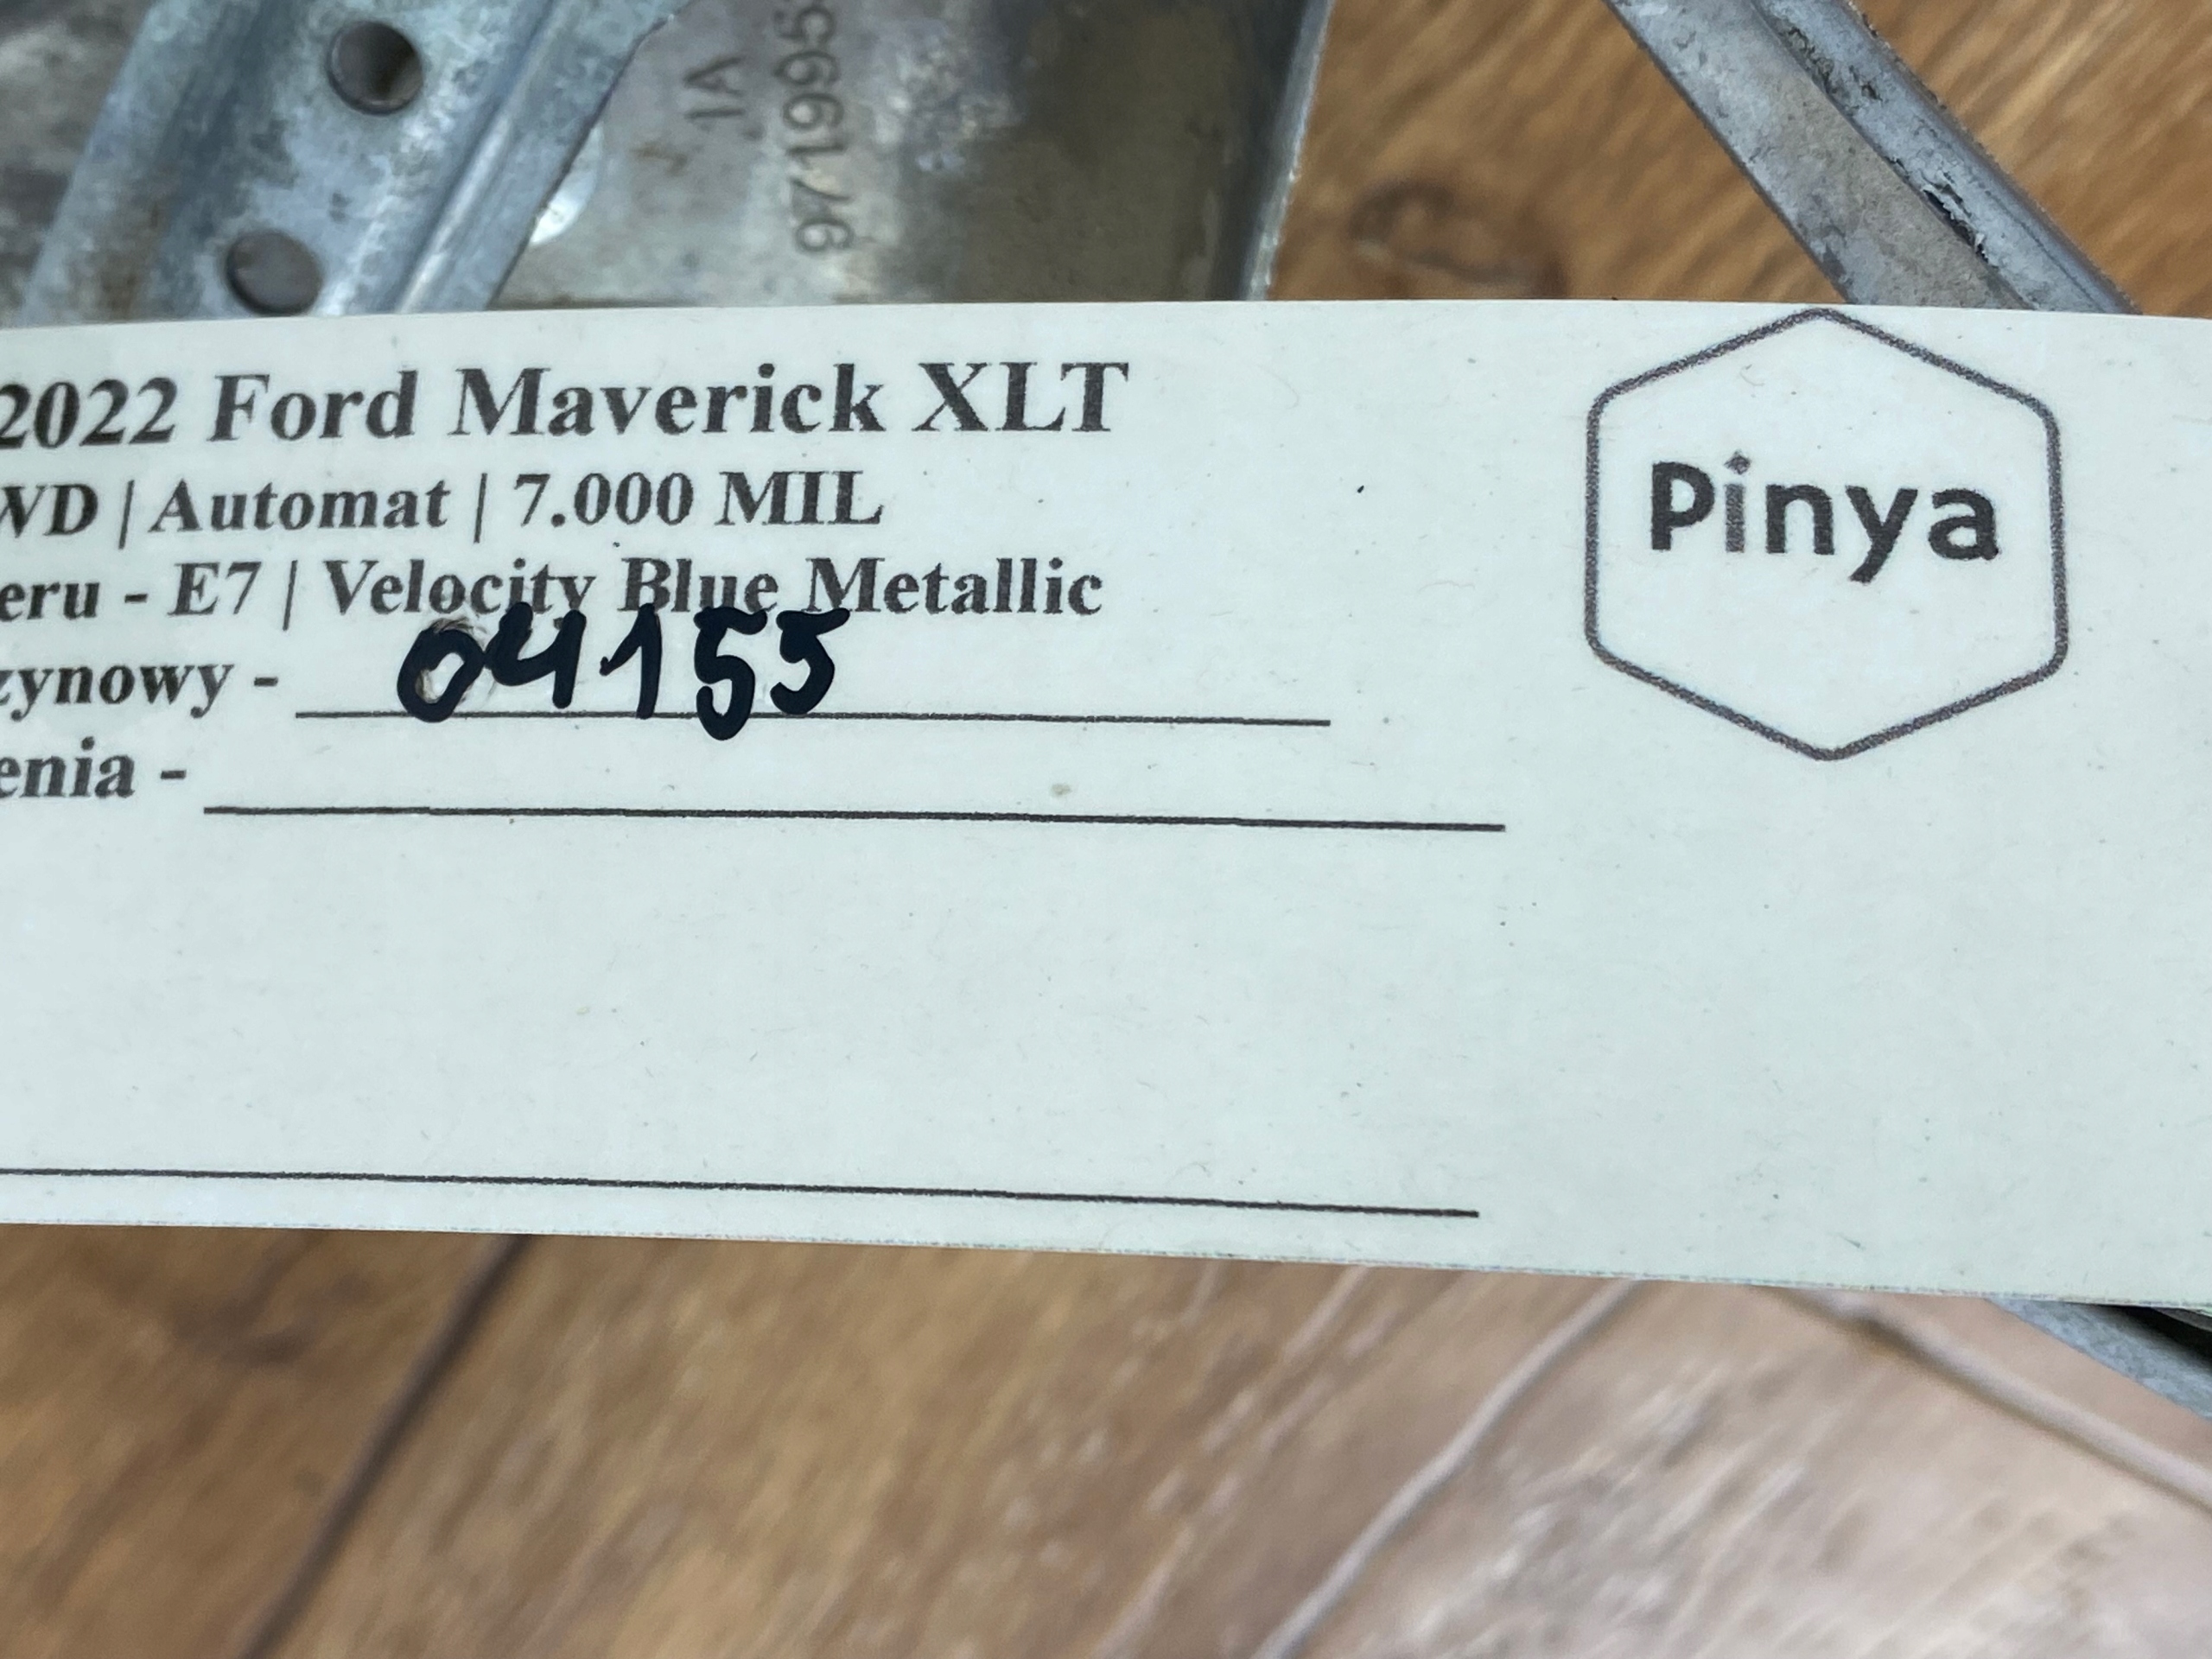 1A
2022 Ford Maverick XLT
Pinya
WD | Automat | 7.000 MIL
eru - E7 | Velocity Blue Metallic
zynowy - 04155
enia -